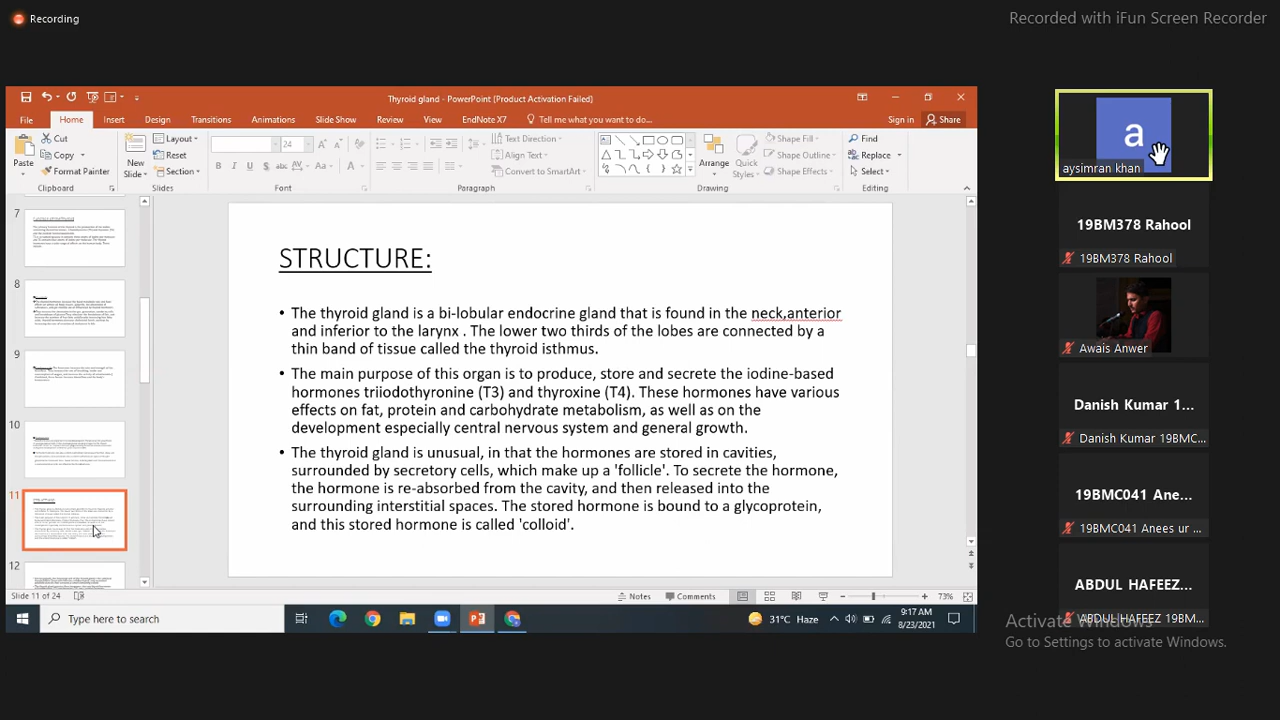 Recording
Recorded with iFun Screen Recorder
Thyroid gland - PowerPoint (Product Activation Failed)
File Home Insert Design Transitions Animations Slide Show Review View EndNote X7 Tell me what you want to do... Sign in Share
Cut
Copy
Format Painter
Paste
Clipboard
New
Slide
Layout
Reset
Section
Slides
24
B I U S abc AV Aa A
Font
Text Direction
Align Text
Convert to SmartArt
Paragraph
Arrange
Quick
Styles
Shape Fill
Shape Outline
Shape Effects
Drawing
Find
Replace
Select
Editing
7
8
9
10
11
12
STRUCTURE:
• The thyroid gland is a bi-lobular endocrine gland that is found in the neck,anterior
and inferior to the larynx . The lower two thirds of the lobes are connected by a
thin band of tissue called the thyroid isthmus.
• The main purpose of this organ is to produce, store and secrete the iodine-based
hormones triiodothyronine (T3) and thyroxine (T4). These hormones have various
effects on fat, protein and carbohydrate metabolism, as well as on the
development especially central nervous system and general growth.
• The thyroid gland is unusual, in that the hormones are stored in cavities,
surrounded by secretory cells, which make up a 'follicle'. To secrete the hormone,
the hormone is re-absorbed from the cavity, and then released into the
surrounding interstitial spaces. The stored hormone is bound to a glycoprotein,
and this stored hormone is called 'colloid'.
Slide 11 of 24
Notes
Comments
73%
Type here to search
31°C Haze
9:17 AM
8/23/2021
a
aysimran khan
19BM378 Rahool
19BM378 Rahool
Awais Anwer
Danish Kumar 1...
Danish Kumar 19BMC...
19BMC041 Ane...
19BMC041 Anees ur ...
ABDUL HAFEEZ...
ABDUL HAFEEZ 19BM...
Activate Windows
Go to Settings to activate Windows.